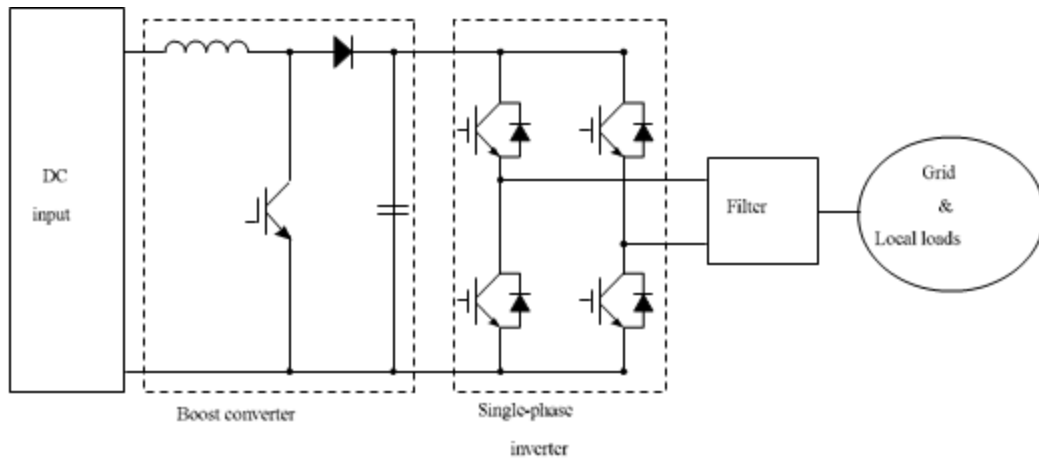 DC
input
Boost converter
Single-phase
inverter
Filter
Grid
&
Local loads